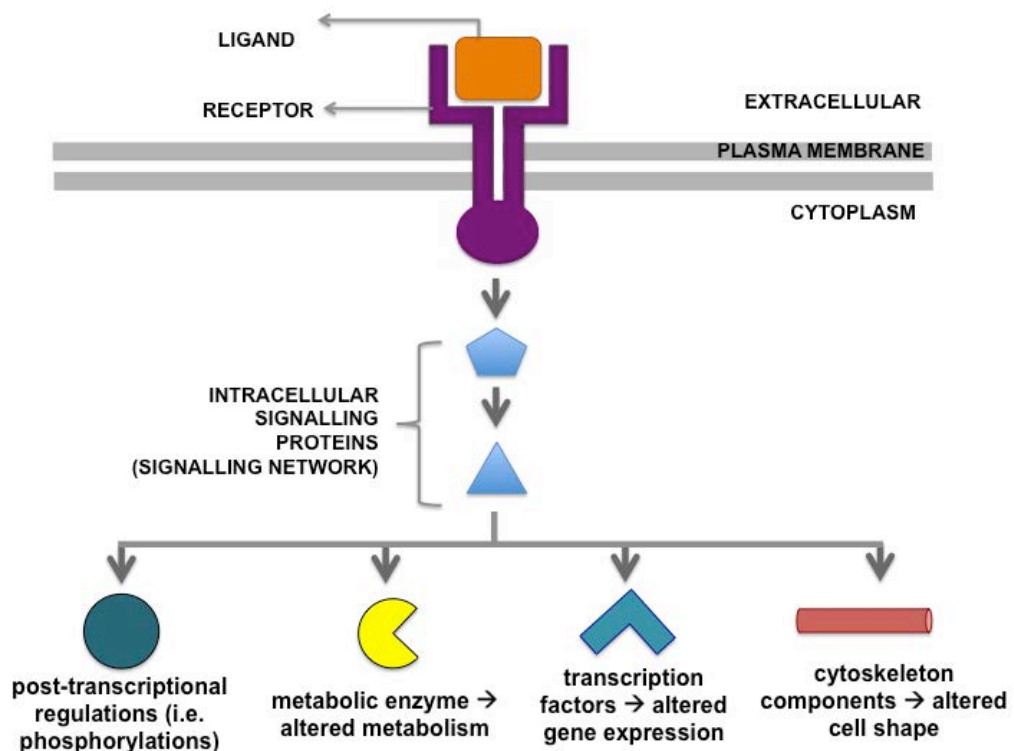 LIGAND
RECEPTOR
EXTRACELLULAR
PLASMA MEMBRANE
CYTOPLASM
INTRACELLULAR
SIGNALLING
PROTEINS
(SIGNALLING NETWORK)
post-transcriptional
regulations (i.e.
phosphorylations)
metabolic enzyme →
altered metabolism
transcription
factors → altered
gene expression
cytoskeleton
components → altered
cell shape